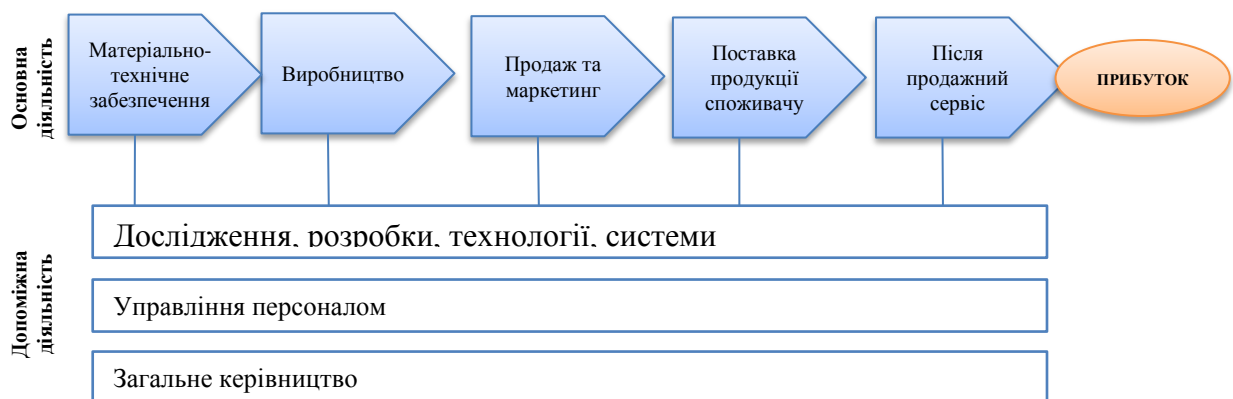 Основна
діяльність
Матеріально-
технічне
забезпечення
Виробництво
Продаж та
маркетинг
Поставка
продукції
споживачу
Після
продажний
сервіс
ПРИБУТОК
Допоміжна
діяльність
Дослідження, розробки, технології, системи
Управління персоналом
Загальне керівництво